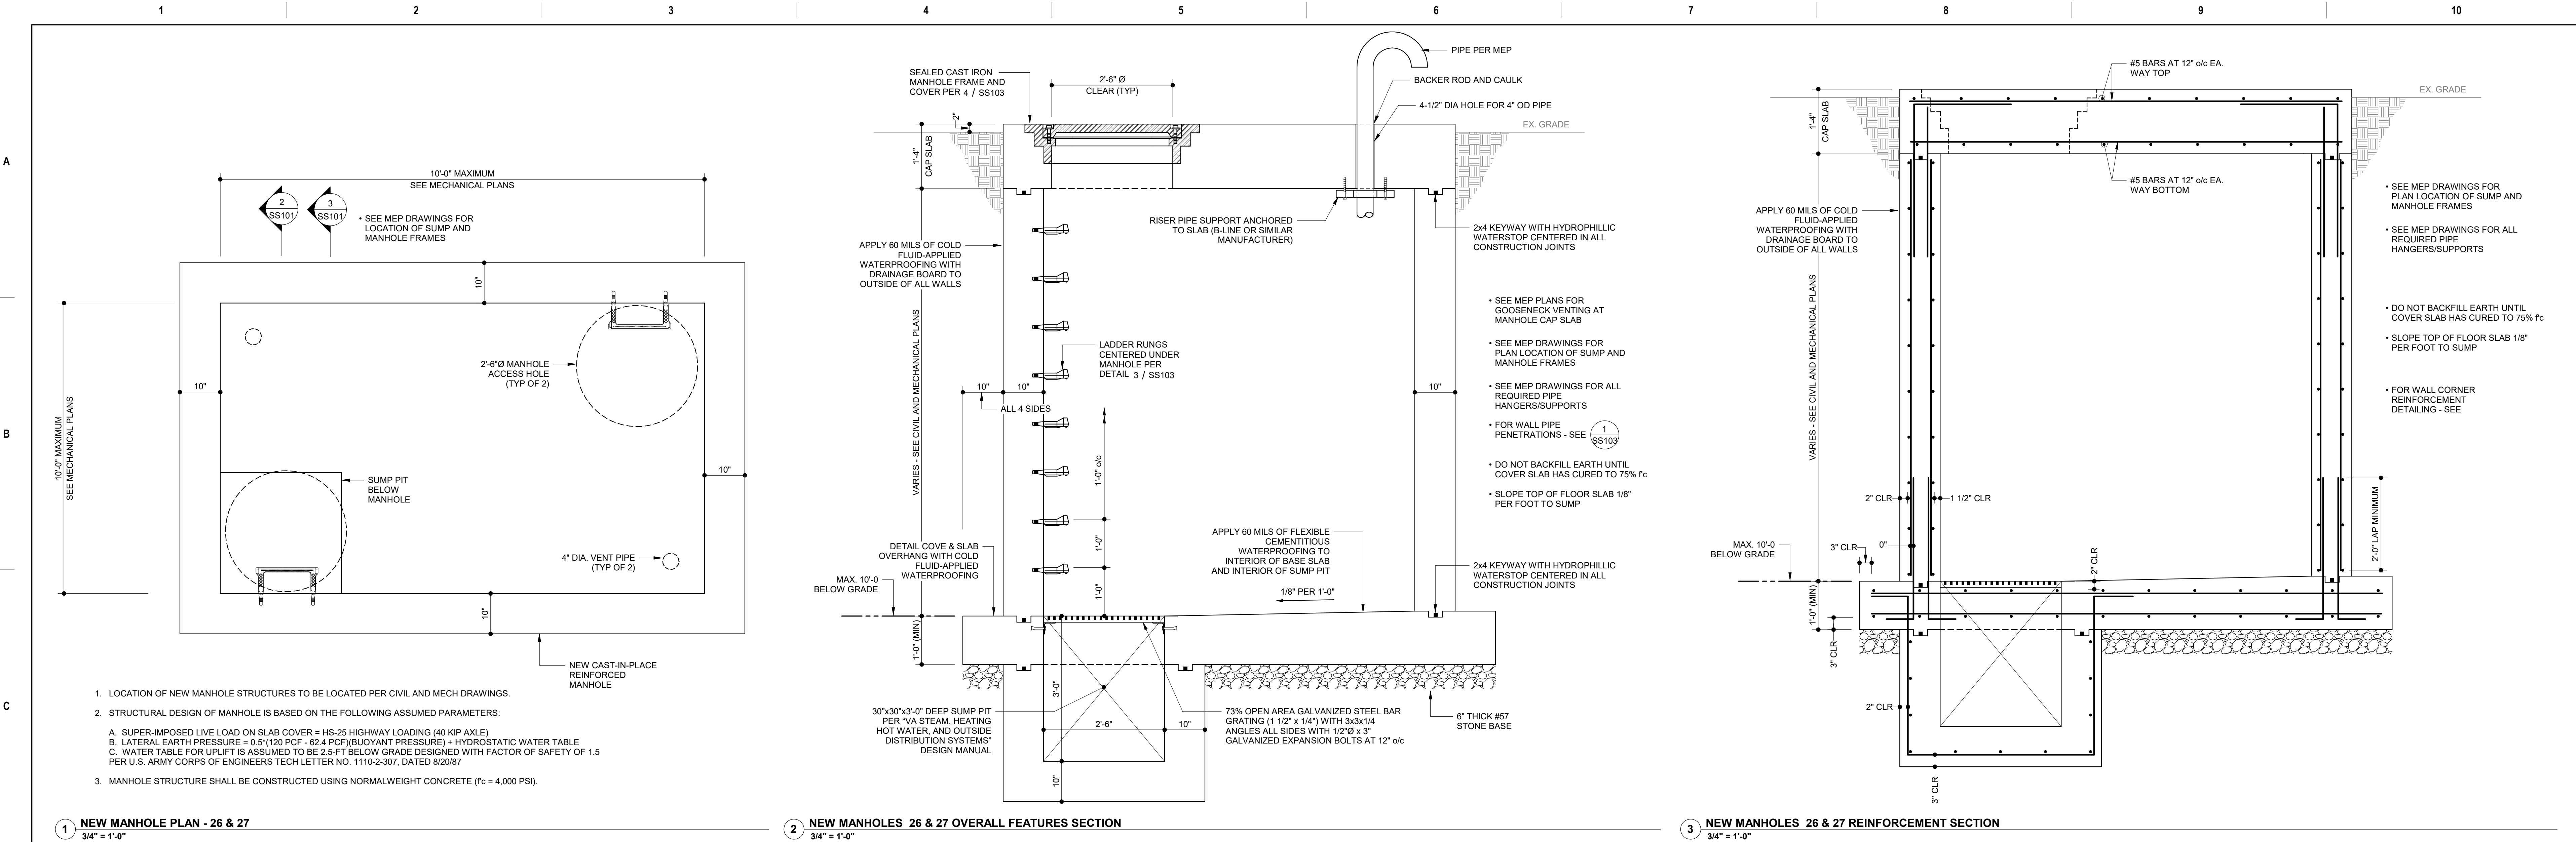 1 2 3 4 5 6 7 8 9 10
A
B
C
10'-0" MAXIMUM
SEE MECHANICAL PLANS
2
SS101
3
SS101
• SEE MEP DRAWINGS FOR
LOCATION OF SUMP AND
MANHOLE FRAMES
10"
10"
10'-0" MAXIMUM
SEE MECHANICAL PLANS
2'-6"Ø MANHOLE
ACCESS HOLE
(TYP OF 2)
10"
SUMP PIT
BELOW
MANHOLE
4" DIA. VENT PIPE
(TYP OF 2)
10"
NEW CAST-IN-PLACE
REINFORCED
MANHOLE
1. LOCATION OF NEW MANHOLE STRUCTURES TO BE LOCATED PER CIVIL AND MECH DRAWINGS.
2. STRUCTURAL DESIGN OF MANHOLE IS BASED ON THE FOLLOWING ASSUMED PARAMETERS:
A. SUPER-IMPOSED LIVE LOAD ON SLAB COVER = HS-25 HIGHWAY LOADING (40 KIP AXLE)
B. LATERAL EARTH PRESSURE = 0.5*(120 PCF - 62.4 PCF)(BUOYANT PRESSURE) + HYDROSTATIC WATER TABLE
C. WATER TABLE FOR UPLIFT IS ASSUMED TO BE 2.5-FT BELOW GRADE DESIGNED WITH FACTOR OF SAFETY OF 1.5
PER U.S. ARMY CORPS OF ENGINEERS TECH LETTER NO. 1110-2-307, DATED 8/20/87
3. MANHOLE STRUCTURE SHALL BE CONSTRUCTED USING NORMALWEIGHT CONCRETE (f'c = 4,000 PSI).
1 NEW MANHOLE PLAN - 26 & 27
3/4" = 1'-0"
SEALED CAST IRON
MANHOLE FRAME AND
COVER PER 4 / SS103
2'-6" Ø
CLEAR (TYP)
PIPE PER MEP
BACKER ROD AND CAULK
4-1/2" DIA HOLE FOR 4" OD PIPE
EX. GRADE
2"
1'-4"
CAP SLAB
RISER PIPE SUPPORT ANCHORED
TO SLAB (B-LINE OR SIMILAR
MANUFACTURER)
2x4 KEYWAY WITH HYDROPHILLIC
WATERSTOP CENTERED IN ALL
CONSTRUCTION JOINTS
APPLY 60 MILS OF COLD
FLUID-APPLIED
WATERPROOFING WITH
DRAINAGE BOARD TO
OUTSIDE OF ALL WALLS
• SEE MEP PLANS FOR
GOOSENECK VENTING AT
MANHOLE CAP SLAB
VARIES - SEE CIVIL AND MECHANICAL PLANS
LADDER RUNGS
CENTERED UNDER
MANHOLE PER
DETAIL 3 / SS103
• SEE MEP DRAWINGS FOR
PLAN LOCATION OF SUMP AND
MANHOLE FRAMES
• SEE MEP DRAWINGS FOR ALL
REQUIRED PIPE
HANGERS/SUPPORTS
10"
10"
ALL 4 SIDES
10"
• FOR WALL PIPE
PENETRATIONS - SEE
1
SS103
• DO NOT BACKFILL EARTH UNTIL
COVER SLAB HAS CURED TO 75% f'c
• SLOPE TOP OF FLOOR SLAB 1/8"
PER FOOT TO SUMP
1'-0" o/c
1'-0"
1'-0"
DETAIL COVE & SLAB
OVERHANG WITH COLD
FLUID-APPLIED
WATERPROOFING
APPLY 60 MILS OF FLEXIBLE
CEMENTITIOUS
WATERPROOFING TO
INTERIOR OF BASE SLAB
AND INTERIOR OF SUMP PIT
2x4 KEYWAY WITH HYDROPHILLIC
WATERSTOP CENTERED IN ALL
CONSTRUCTION JOINTS
MAX. 10'-0
BELOW GRADE
1/8" PER 1'-0"
1'-0" (MIN)
3'-0"
2'-6"
10"
10"
30"x30"x3'-0" DEEP SUMP PIT
PER "VA STEAM, HEATING
HOT WATER, AND OUTSIDE
DISTRIBUTION SYSTEMS"
DESIGN MANUAL
73% OPEN AREA GALVANIZED STEEL BAR
GRATING (1 1/2" x 1/4") WITH 3x3x1/4
ANGLES ALL SIDES WITH 1/2"Ø x 3"
GALVANIZED EXPANSION BOLTS AT 12" o/c
6" THICK #57
STONE BASE
2 NEW MANHOLES 26 & 27 OVERALL FEATURES SECTION
3/4" = 1'-0"
#5 BARS AT 12" o/c EA.
WAY TOP
EX. GRADE
1'-4"
CAP SLAB
#5 BARS AT 12" o/c EA.
WAY BOTTOM
APPLY 60 MILS OF COLD
FLUID-APPLIED
WATERPROOFING WITH
DRAINAGE BOARD TO
OUTSIDE OF ALL WALLS
• SEE MEP DRAWINGS FOR
PLAN LOCATION OF SUMP AND
MANHOLE FRAMES
• SEE MEP DRAWINGS FOR ALL
REQUIRED PIPE
HANGERS/SUPPORTS
• DO NOT BACKFILL EARTH UNTIL
COVER SLAB HAS CURED TO 75% f'c
• SLOPE TOP OF FLOOR SLAB 1/8"
PER FOOT TO SUMP
• FOR WALL CORNER
REINFORCEMENT
DETAILING - SEE
VARIES - SEE CIVIL AND MECHANICAL PLANS
2" CLR
1 1/2" CLR
2'-0" LAP MINIMUM
3" CLR
0"
2" CLR
MAX. 10'-0
BELOW GRADE
1'-0" (MIN)
3" CLR
2" CLR
3" CLR
3 NEW MANHOLES 26 & 27 REINFORCEMENT SECTION
3/4" = 1'-0"